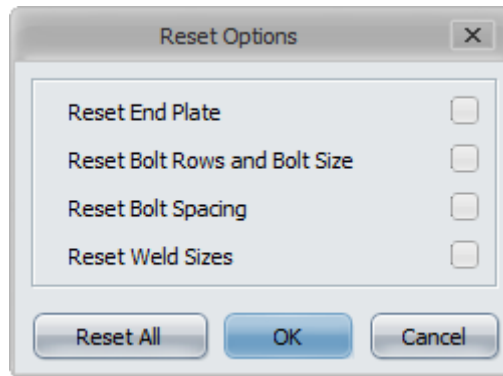 Reset Options
Reset End Plate
Reset Bolt Rows and Bolt Size
Reset Bolt Spacing
Reset Weld Sizes
Reset All OK Cancel